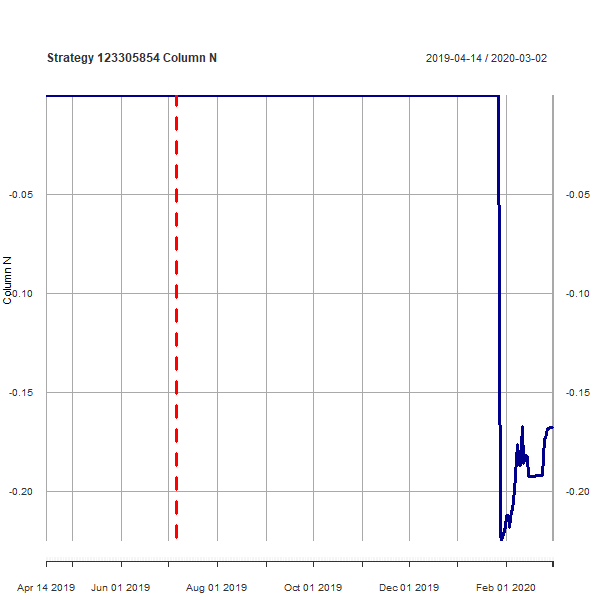 Strategy 123305854 Column N
2019-04-14 / 2020-03-02
-0.05
-0.05
Column N
-0.10
-0.10
-0.15
-0.15
-0.20
-0.20
Apr 14 2019
Jun 01 2019
Aug 01 2019
Oct 01 2019
Dec 01 2019
Feb 01 2020